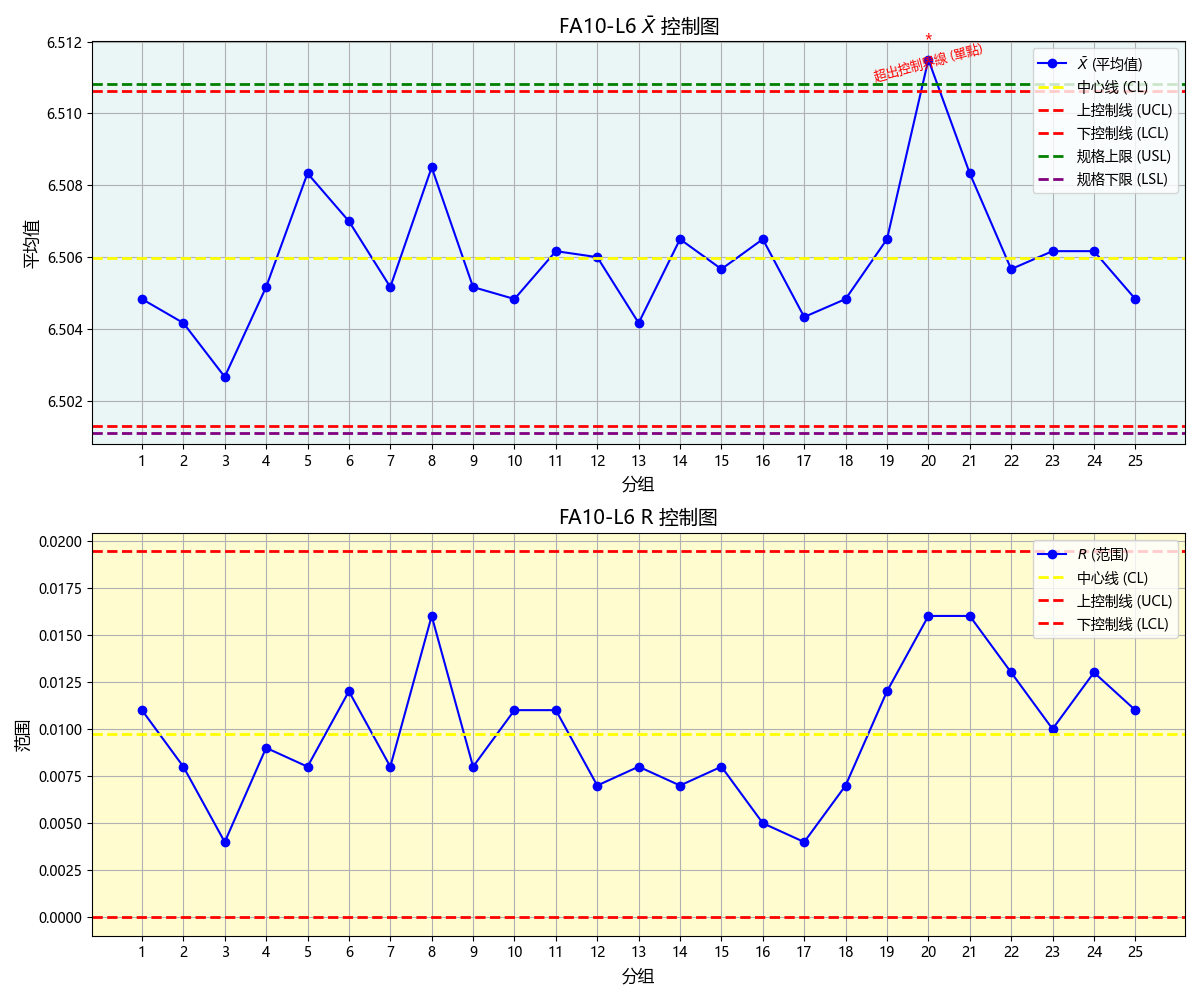 FA10-L6 X̄ 控制图
6.512
6.510
6.508
6.506
6.504
6.502
平均值
*
超出控制界線 (單點)
X̄ (平均值)
中心线 (CL)
上控制线 (UCL)
下控制线 (LCL)
规格上限 (USL)
规格下限 (LSL)
1 2 3 4 5 6 7 8 9 10 11 12 13 14 15 16 17 18 19 20 21 22 23 24 25
分组
FA10-L6 R 控制图
0.0200
0.0175
0.0150
0.0125
0.0100
0.0075
0.0050
0.0025
0.0000
范围
R (范围)
中心线 (CL)
上控制线 (UCL)
下控制线 (LCL)
1 2 3 4 5 6 7 8 9 10 11 12 13 14 15 16 17 18 19 20 21 22 23 24 25
分组